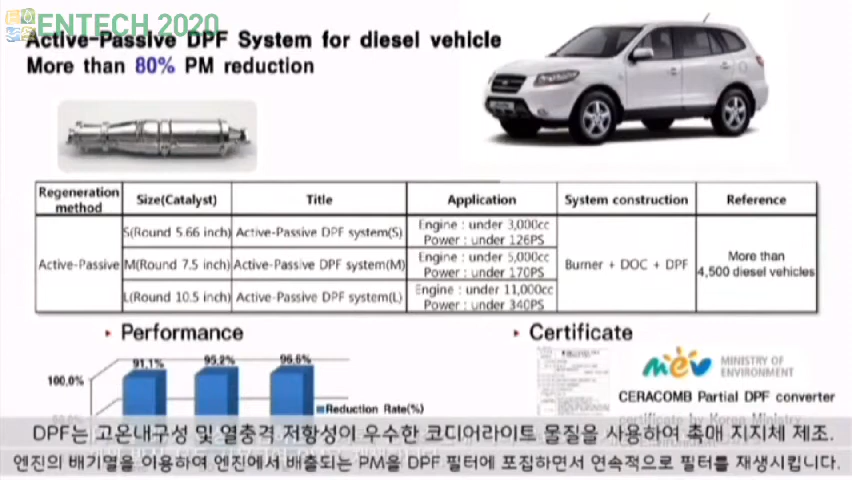 ENTECH 2020
Active-Passive DPF System for diesel vehicle
More than 80% PM reduction
Regeneration method
Size(Catalyst)
Title
Application
System construction
Reference
Active-Passive
S(Round 5.66 inch)
Active-Passive DPF system(S)
Engine : under 3,000cc
Power : under 126PS
M(Round 7.5 inch)
Active-Passive DPF system(M)
Engine : under 5,000cc
Power : under 170PS
L(Round 10.5 inch)
Active-Passive DPF system(L)
Engine : under 11,000cc
Power : under 340PS
Burner + DOC + DPF
More than
4,500 diesel vehicles
Performance
Certificate
91.1%
95.2%
96.6%
100.0%
Reduction Rate(%)
mev
MINISTRY OF
ENVIRONMENT
CERACOMB Partial DPF converter
certificate by Korea Ministry
DPF는 고온내구성 및 열충격 저항성이 우수한 코디어라이트 물질을 사용하여 촉매 지지체 제조.
엔진의 배기열을 이용하여 엔진에서 배출되는 PM을 DPF 필터에 포집하면서 연속적으로 필터를 재생시킵니다.